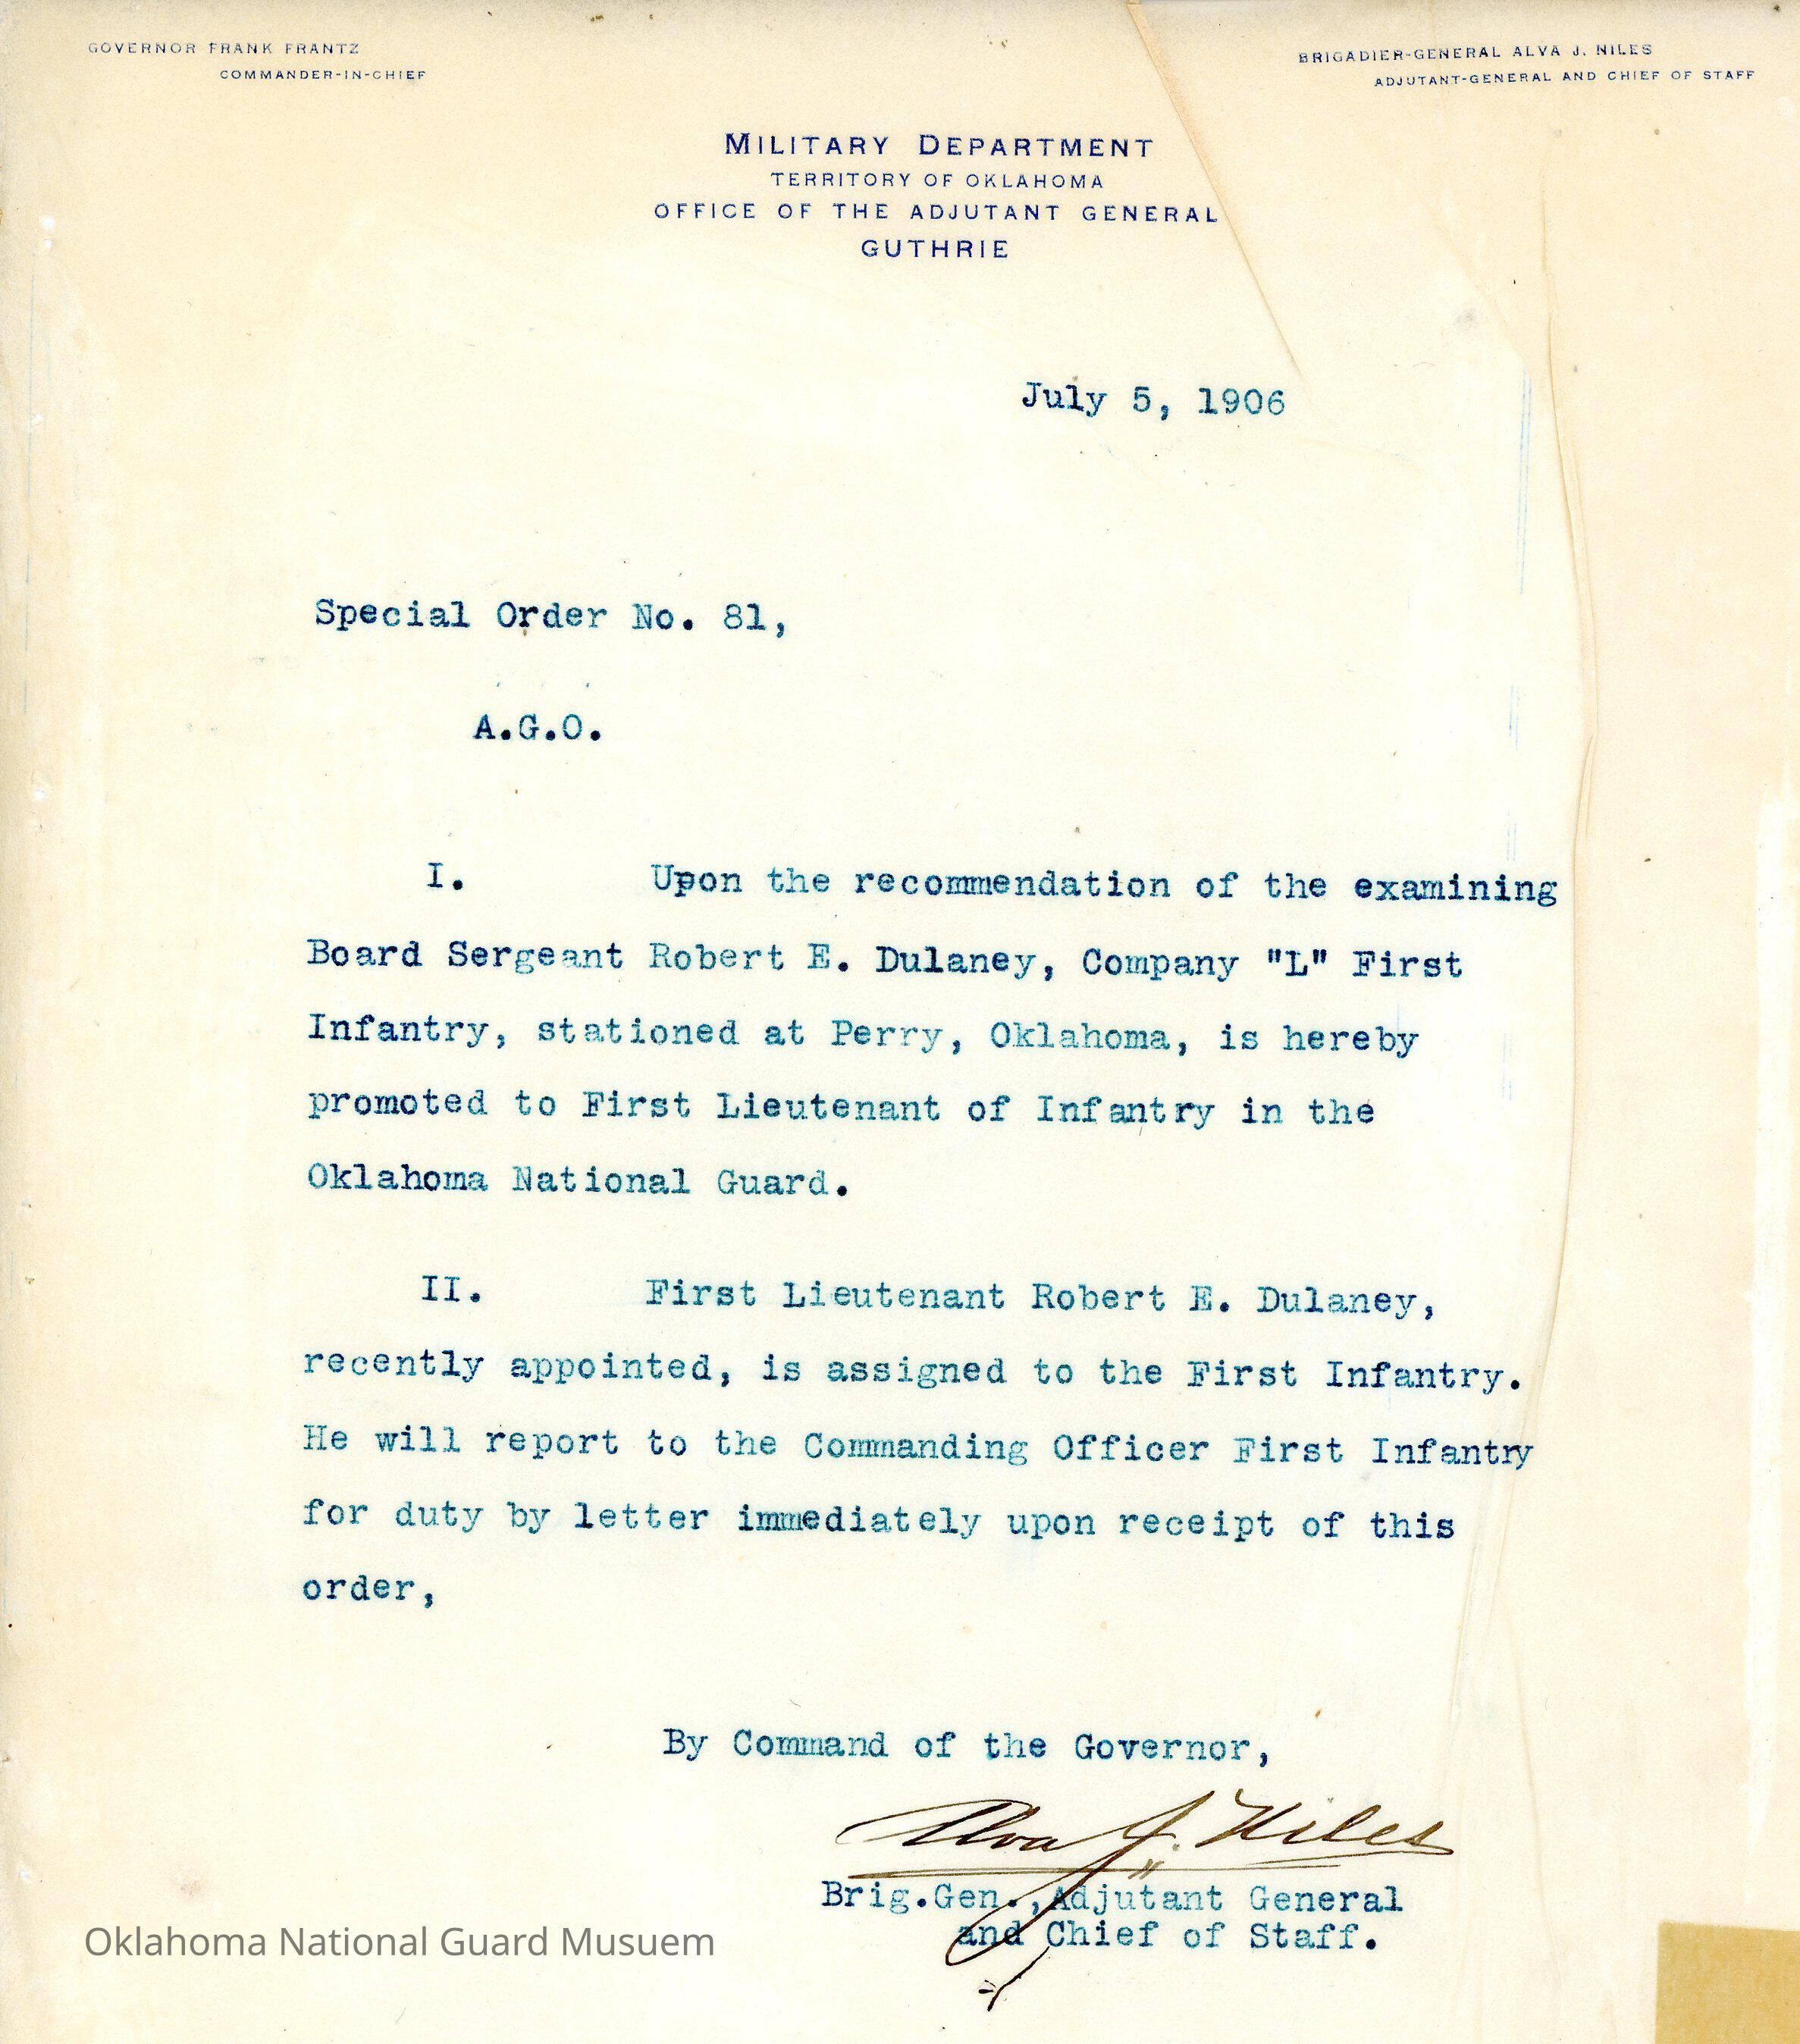 GOVERNOR FRANK FRANTZ
COMMANDER-IN-CHIEF
BRIGADIER-GENERAL ALVA J. NILES
ADJUTANT-GENERAL AND CHIEF OF STAFF
MILITARY DEPARTMENT
TERRITORY OF OKLAHOMA
OFFICE OF THE ADJUTANT GENERAL
GUTHRIE
July 5, 1906
Special Order No. 81,
A.G.O.
I. Upon the recommendation of the examining
Board Sergeant Robert E. Dulaney, Company "L" First
Infantry, stationed at Perry, Oklahoma, is hereby
promoted to First Lieutenant of Infantry in the
Oklahoma National Guard.
II. First Lieutenant Robert E. Dulaney,
recently appointed, is assigned to the First Infantry.
He will report to the Commanding Officer First Infantry
for duty by letter immediately upon receipt of this
order,
By Command of the Governor,
Alva J. Niles
Brig.Gen.,Adjutant General
and Chief of Staff.
Oklahoma National Guard Musuem